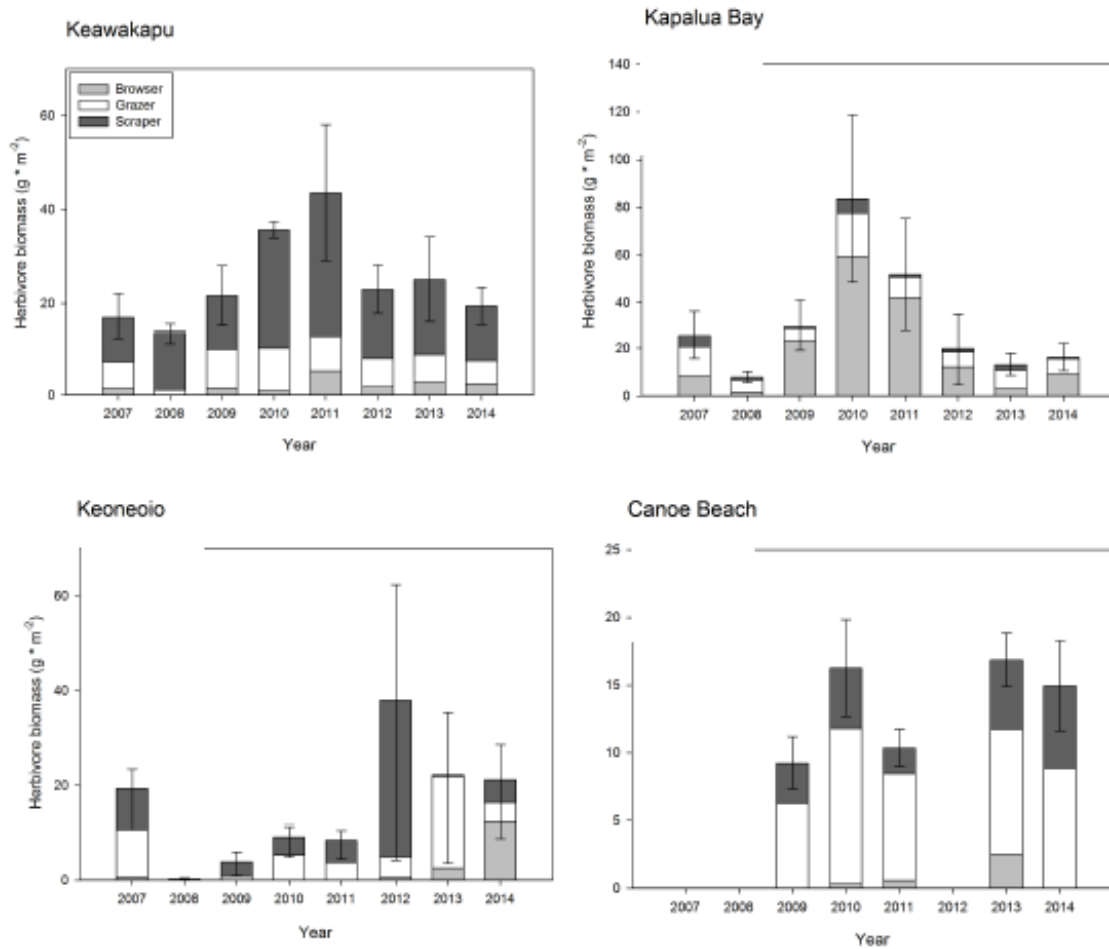 Keawakapu
Browser
Grazer
Scraper
Herbivore biomass (g * m⁻²)
60
40
20
0
2007 2008 2009 2010 2011 2012 2013 2014
Year
Kapalua Bay
Herbivore biomass (g * m⁻²)
140
120
100
80
60
40
20
0
2007 2008 2009 2010 2011 2012 2013 2014
Year
Keoneoio
Herbivore biomass (g * m⁻²)
60
40
20
0
2007 2008 2009 2010 2011 2012 2013 2014
Year
Canoe Beach
25
20
15
10
5
0
2007 2008 2009 2010 2011 2012 2013 2014
Year